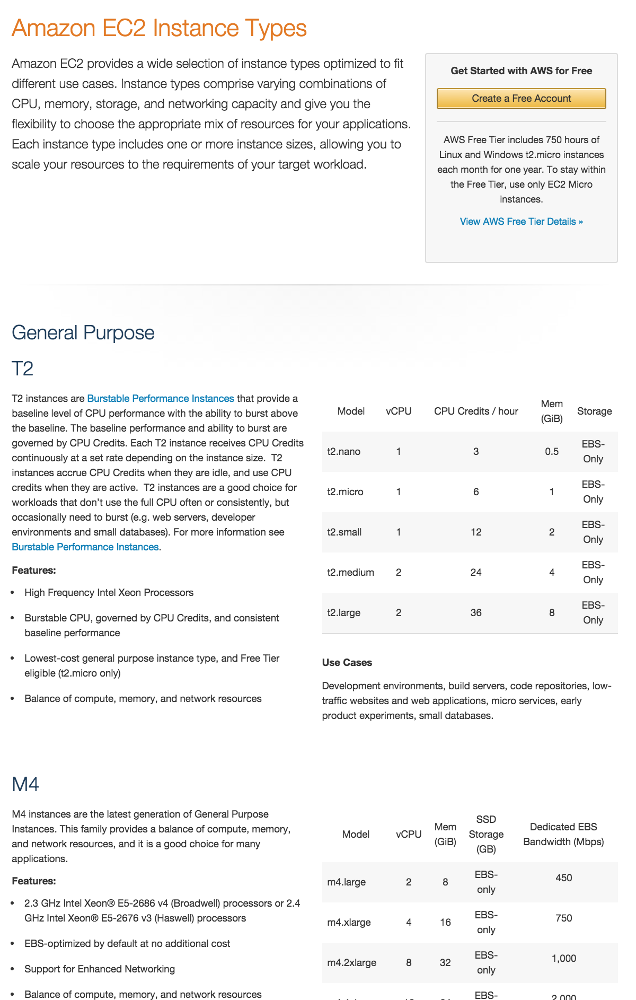 Amazon EC2 Instance Types
Amazon EC2 provides a wide selection of instance types optimized to fit
different use cases. Instance types comprise varying combinations of
CPU, memory, storage, and networking capacity and give you the
flexibility to choose the appropriate mix of resources for your applications.
Each instance type includes one or more instance sizes, allowing you to
scale your resources to the requirements of your target workload.
Get Started with AWS for Free
Create a Free Account
AWS Free Tier includes 750 hours of
Linux and Windows t2.micro instances
each month for one year. To stay within
the Free Tier, use only EC2 Micro
instances.
View AWS Free Tier Details »
General Purpose
T2
T2 instances are Burstable Performance Instances that provide a
baseline level of CPU performance with the ability to burst above
the baseline. The baseline performance and ability to burst are
governed by CPU Credits. Each T2 instance receives CPU Credits
continuously at a set rate depending on the instance size.  T2
instances accrue CPU Credits when they are idle, and use CPU
credits when they are active.  T2 instances are a good choice for
workloads that don’t use the full CPU often or consistently, but
occasionally need to burst (e.g. web servers, developer
environments and small databases). For more information see
Burstable Performance Instances.
Features:
• High Frequency Intel Xeon Processors
• Burstable CPU, governed by CPU Credits, and consistent
baseline performance
• Lowest-cost general purpose instance type, and Free Tier
eligible (t2.micro only)
• Balance of compute, memory, and network resources
Model vCPU CPU Credits / hour Mem (GiB) Storage
t2.nano 1 3 0.5 EBS-Only
t2.micro 1 6 1 EBS-Only
t2.small 1 12 2 EBS-Only
t2.medium 2 24 4 EBS-Only
t2.large 2 36 8 EBS-Only
Use Cases
Development environments, build servers, code repositories, low-
traffic websites and web applications, micro services, early
product experiments, small databases.
M4
M4 instances are the latest generation of General Purpose
Instances. This family provides a balance of compute, memory,
and network resources, and it is a good choice for many
applications.
Features:
• 2.3 GHz Intel Xeon® E5-2686 v4 (Broadwell) processors or 2.4
GHz Intel Xeon® E5-2676 v3 (Haswell) processors
• EBS-optimized by default at no additional cost
• Support for Enhanced Networking
• Balance of compute, memory, and network resources
Model vCPU Mem (GiB) SSD Storage (GB) Dedicated EBS Bandwidth (Mbps)
m4.large 2 8 EBS-only 450
m4.xlarge 4 16 EBS-only 750
m4.2xlarge 8 32 EBS-only 1,000
EBS- 2,000